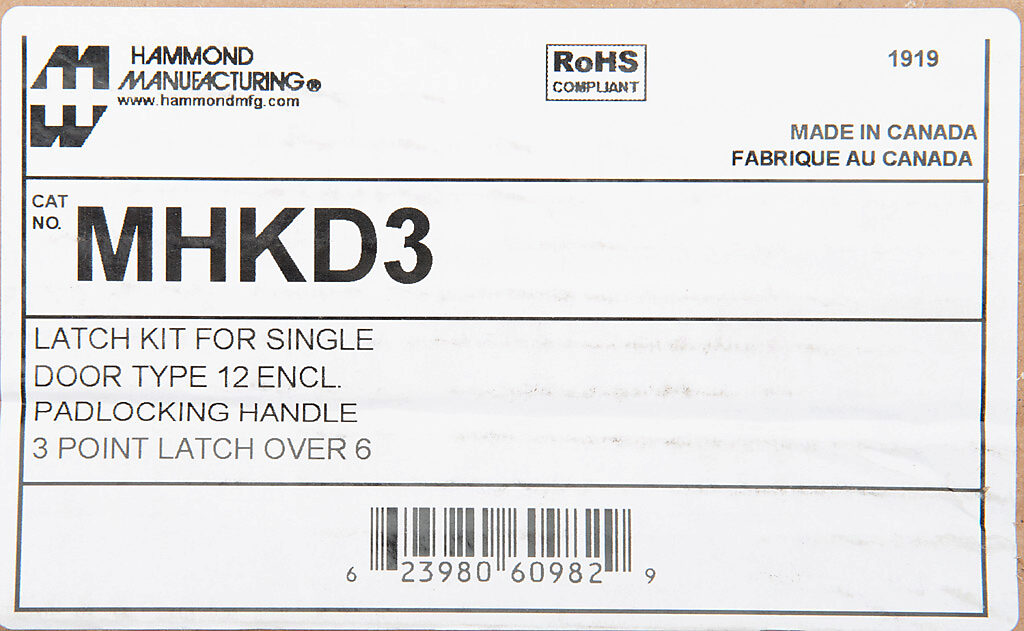 HAMMOND
MANUFACTURING®
www.hammondmfg.com
RoHS
COMPLIANT
1919
MADE IN CANADA
FABRIQUE AU CANADA
CAT
NO.
MHKD3
LATCH KIT FOR SINGLE
DOOR TYPE 12 ENCL.
PADLOCKING HANDLE
3 POINT LATCH OVER 6
6 23980 60982 9